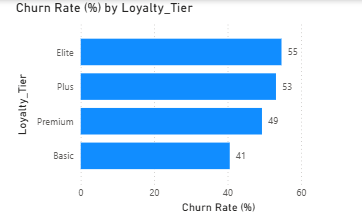 Churn Rate (%) by Loyalty_Tier
Loyalty_Tier
Elite 55
Plus 53
Premium 49
Basic 41
0 20 40 60
Churn Rate (%)